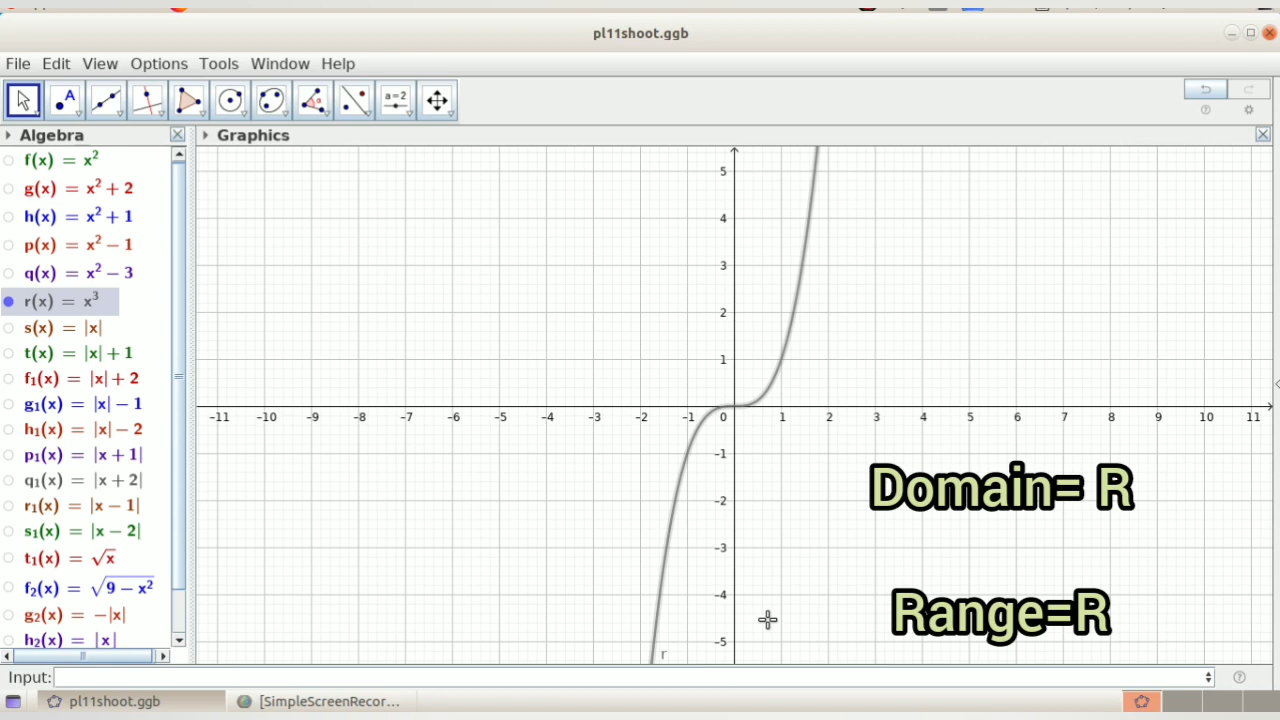 pl11shoot.ggb
File Edit View Options Tools Window Help
A
α
a=2
Algebra
Graphics
f(x) = x²
g(x) = x² + 2
h(x) = x² + 1
p(x) = x² − 1
q(x) = x² − 3
r(x) = x³
s(x) = |x|
t(x) = |x| + 1
f₁(x) = |x| + 2
g₁(x) = |x| − 1
h₁(x) = |x| − 2
p₁(x) = |x + 1|
q₁(x) = |x + 2|
r₁(x) = |x − 1|
s₁(x) = |x − 2|
t₁(x) = √x
f₂(x) = √(9 − x²)
g₂(x) = −|x|
h₂(x) = |x|
5
4
3
2
1
−11 −10 −9 −8 −7 −6 −5 −4 −3 −2 −1 0 1 2 3 4 5 6 7 8 9 10 11
−1
−2
−3
−4
−5
r
Domain= R
Range=R
Input:
pl11shoot.ggb
[SimpleScreenRecor...